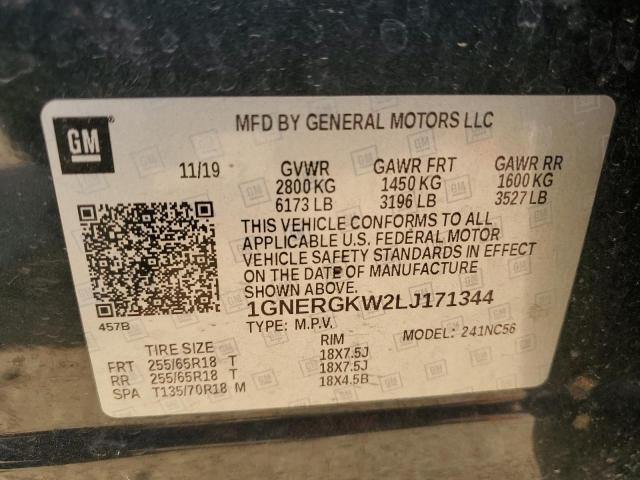 GM
MFD BY GENERAL MOTORS LLC
11/19 GVWR GAWR FRT GAWR RR
2800 KG 1450 KG 1600 KG
6173 LB 3196 LB 3527 LB
THIS VEHICLE CONFORMS TO ALL
APPLICABLE U.S. FEDERAL MOTOR
VEHICLE SAFETY STANDARDS IN EFFECT
ON THE DATE OF MANUFACTURE
SHOWN ABOVE.
1GNERGKW2LJ171344
457B
TYPE: M.P.V. MODEL: 241NC56
TIRE SIZE RIM
FRT 255/65R18 T 18X7.5J
RR 255/65R18 T 18X7.5J
SPA T135/70R18 M 18X4.5B